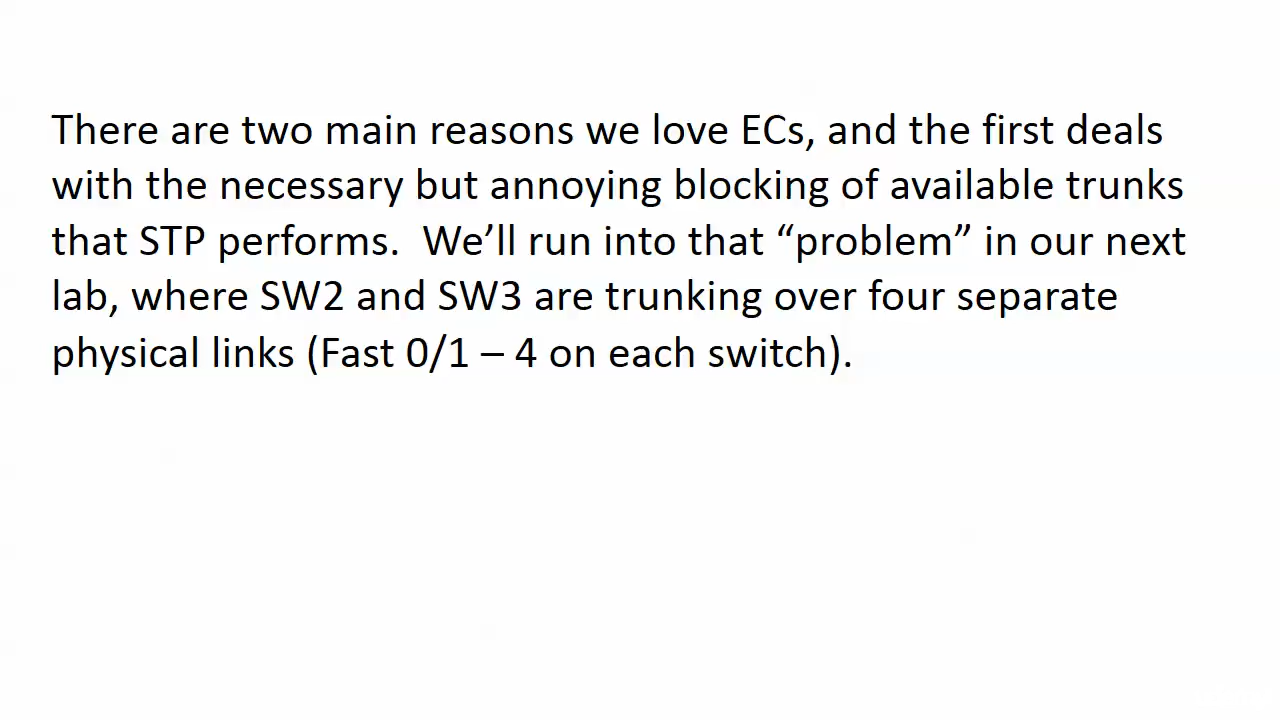 There are two main reasons we love ECs, and the first deals
with the necessary but annoying blocking of available trunks
that STP performs.  We’ll run into that “problem” in our next
lab, where SW2 and SW3 are trunking over four separate
physical links (Fast 0/1 – 4 on each switch).